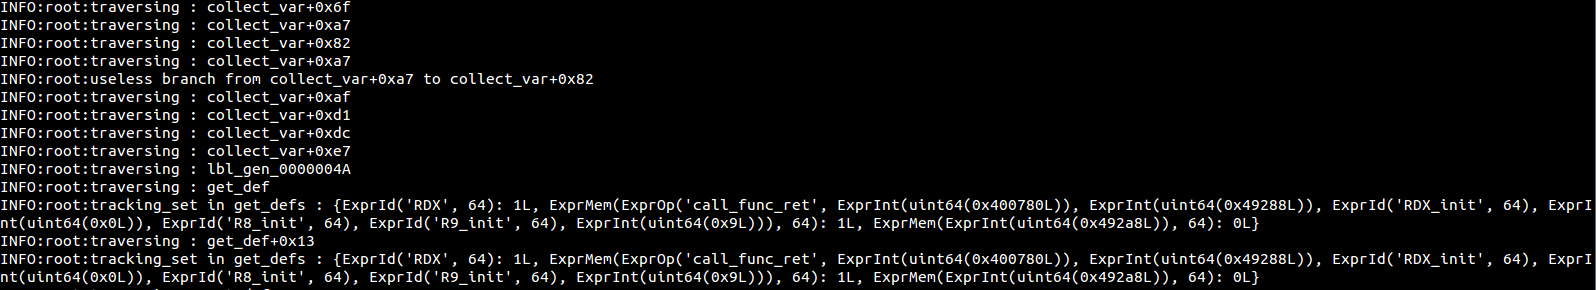 INFO:root:traversing : collect_var+0x6f
INFO:root:traversing : collect_var+0xa7
INFO:root:traversing : collect_var+0x82
INFO:root:traversing : collect_var+0xa7
INFO:root:useless branch from collect_var+0xa7 to collect_var+0x82
INFO:root:traversing : collect_var+0xaf
INFO:root:traversing : collect_var+0xd1
INFO:root:traversing : collect_var+0xdc
INFO:root:traversing : collect_var+0xe7
INFO:root:traversing : lbl_gen_0000004A
INFO:root:traversing : get_def
INFO:root:tracking_set in get_defs : {ExprId('RDX', 64): 1L, ExprMem(ExprOp('call_func_ret', ExprInt(uint64(0x400780L)), ExprInt(uint64(0x49288L)), ExprId('RDX_init', 64), ExprI
nt(uint64(0x0L)), ExprId('R8_init', 64), ExprId('R9_init', 64), ExprInt(uint64(0x9L))), 64): 1L, ExprMem(ExprInt(uint64(0x492a8L)), 64): 0L}
INFO:root:traversing : get_def+0x13
INFO:root:tracking_set in get_defs : {ExprId('RDX', 64): 1L, ExprMem(ExprOp('call_func_ret', ExprInt(uint64(0x400780L)), ExprInt(uint64(0x49288L)), ExprId('RDX_init', 64), ExprI
nt(uint64(0x0L)), ExprId('R8_init', 64), ExprId('R9_init', 64), ExprInt(uint64(0x9L))), 64): 1L, ExprMem(ExprInt(uint64(0x492a8L)), 64): 0L}